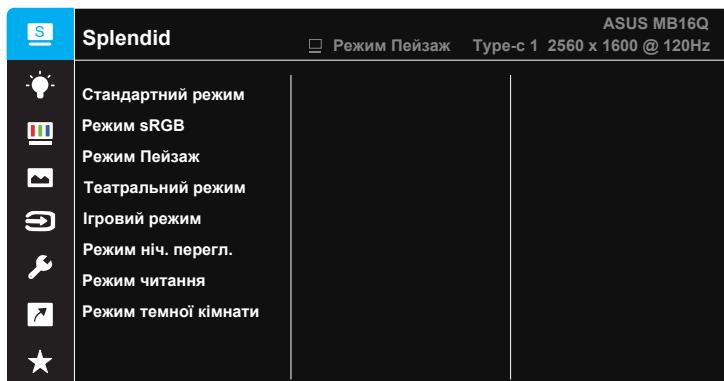 S
Splendid
ASUS MB16Q
Режим Пейзаж Type-c 1 2560 x 1600 @ 120Hz
Стандартний режим
Режим sRGB
Режим Пейзаж
Театральний режим
Ігровий режим
Режим ніч. перегл.
Режим читання
Режим темної кімнати